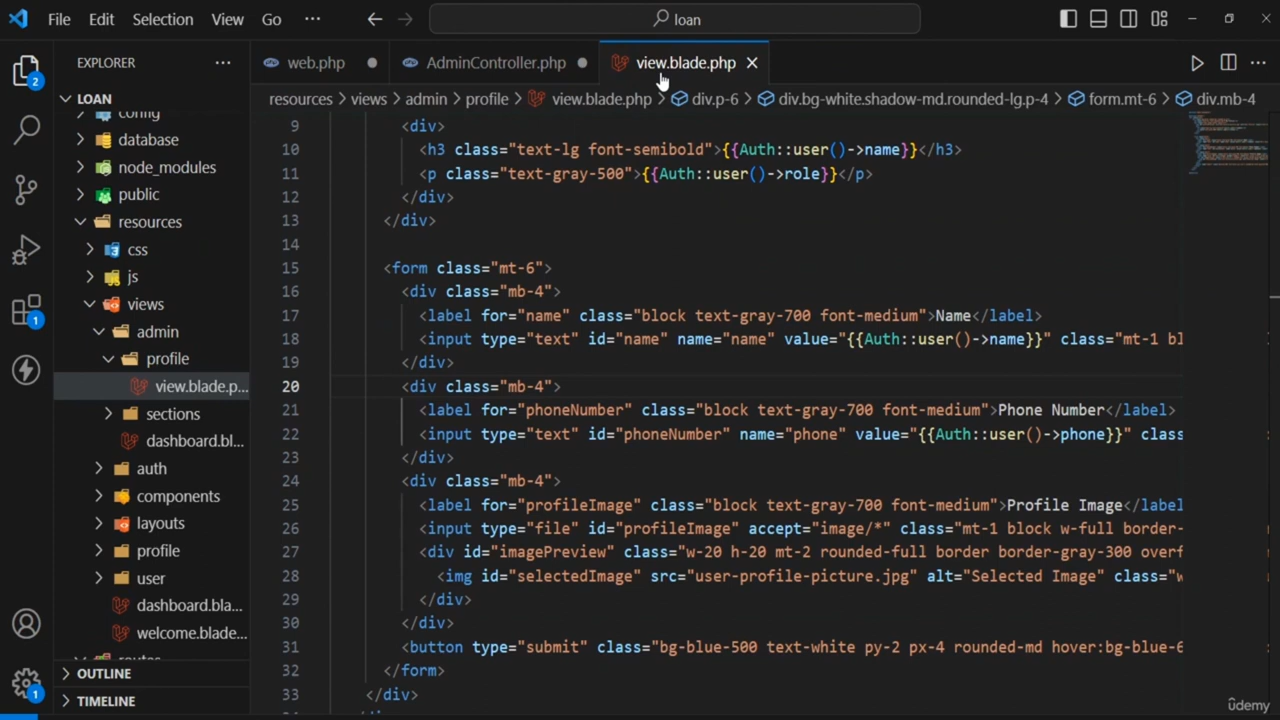 File Edit Selection View Go ··· loan
EXPLORER ··· web.php AdminController.php view.blade.php
resources > views > admin > profile > view.blade.php > div.p-6 > div.bg-white.shadow-md.rounded-lg.p-4 > form.mt-6 > div.mb-4
LOAN
config
database
node_modules
public
resources
css
js
views
admin
profile
view.blade.p...
sections
dashboard.bl...
auth
components
layouts
profile
user
dashboard.bla...
welcome.blade...
OUTLINE
TIMELINE
2
1
1
9 <div>
10 <h3 class="text-lg font-semibold">{{Auth::user()->name}}</h3>
11 <p class="text-gray-500">{{Auth::user()->role}}</p>
12 </div>
13 </div>
14
15 <form class="mt-6">
16 <div class="mb-4">
17 <label for="name" class="block text-gray-700 font-medium">Name</label>
18 <input type="text" id="name" name="name" value="{{Auth::user()->name}}" class="mt-1 bl
19 </div>
20 <div class="mb-4">
21 <label for="phoneNumber" class="block text-gray-700 font-medium">Phone Number</label>
22 <input type="text" id="phoneNumber" name="phone" value="{{Auth::user()->phone}}" class
23 </div>
24 <div class="mb-4">
25 <label for="profileImage" class="block text-gray-700 font-medium">Profile Image</label
26 <input type="file" id="profileImage" accept="image/*" class="mt-1 block w-full border-
27 <div id="imagePreview" class="w-20 h-20 mt-2 rounded-full border border-gray-300 overf
28 <img id="selectedImage" src="user-profile-picture.jpg" alt="Selected Image" class="w
29 </div>
30 </div>
31 <button type="submit" class="bg-blue-500 text-white py-2 px-4 rounded-md hover:bg-blue-6
32 </form>
33 </div>
udemy